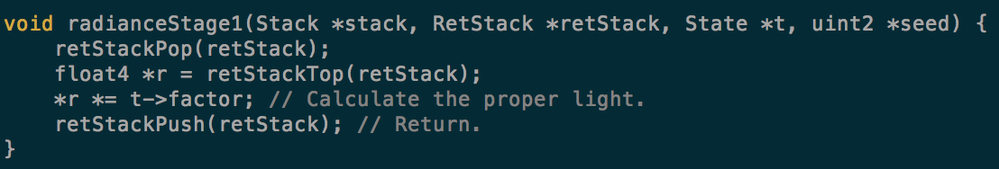 void radianceStage1(Stack *stack, RetStack *retStack, State *t, uint2 *seed) {
    retStackPop(retStack);
    float4 *r = retStackTop(retStack);
    *r *= t->factor; // Calculate the proper light.
    retStackPush(retStack); // Return.
}